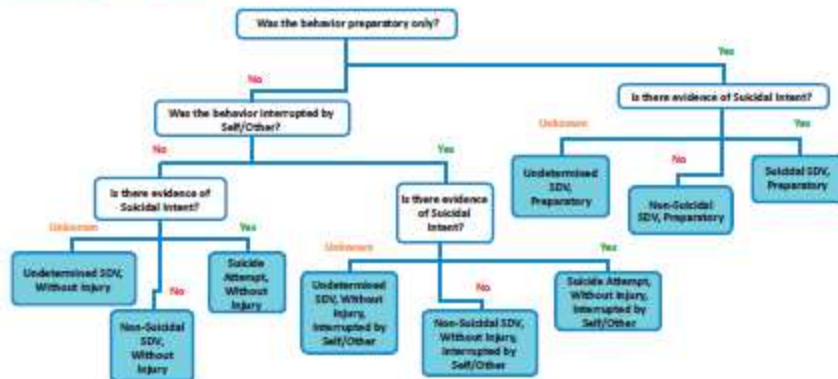 Was the behavior preparatory only?
No
Yes
Was the behavior interrupted by
Self/Other?
Is there evidence of Suicidal Intent?
No
Yes
Unknown
No
Yes
Is there evidence of
Suicidal Intent?
Is there evidence
of Suicidal
Intent?
Undetermined
SDV,
Preparatory
Non-Suicidal
SDV, Preparatory
Suicidal SDV,
Preparatory
Unknown
No
Yes
Unknown
No
Yes
Undetermined SDV,
Without Injury
Non-Suicidal
SDV,
Without Injury
Suicide
Attempt,
Without Injury
Undetermined
SDV, Without
Injury,
Interrupted by
Self/Other
Non-Suicidal SDV,
Without Injury,
Interrupted by
Self/Other
Suicide Attempt,
Without Injury,
Interrupted by
Self/Other